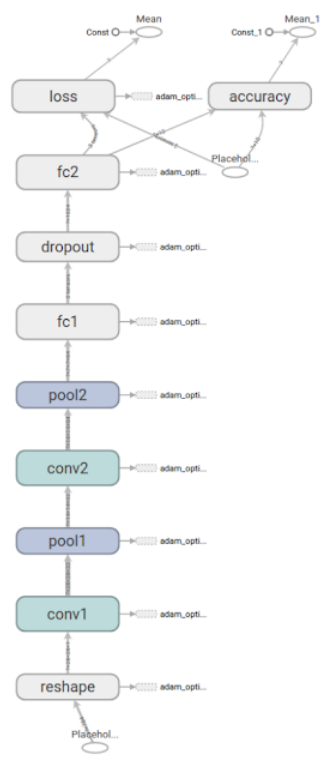 Mean
Mean_1
Const
Const_1
loss
adam_opti...
accuracy
Placehol...
fc2
adam_opti...
dropout
adam_opti...
fc1
adam_opti...
pool2
adam_opti...
conv2
adam_opti...
pool1
adam_opti...
conv1
adam_opti...
reshape
adam_opti...
Placehol...